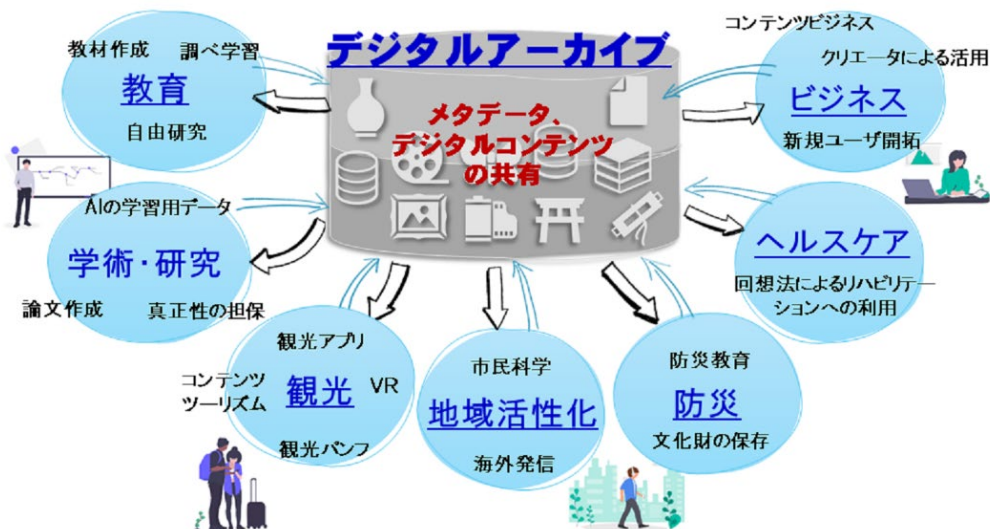 デジタルアーカイブ
メタデータ、
デジタルコンテンツ
の共有
教材作成 調べ学習
教育
自由研究
AIの学習用データ
学術・研究
論文作成 真正性の担保
観光アプリ
コンテンツ
ツーリズム
観光
VR
観光パンフ
市民科学
地域活性化
海外発信
防災教育
防災
文化財の保存
ヘルスケア
回想法によるリハビリテー
ションへの利用
コンテンツビジネス
クリエータによる活用
ビジネス
新規ユーザ開拓